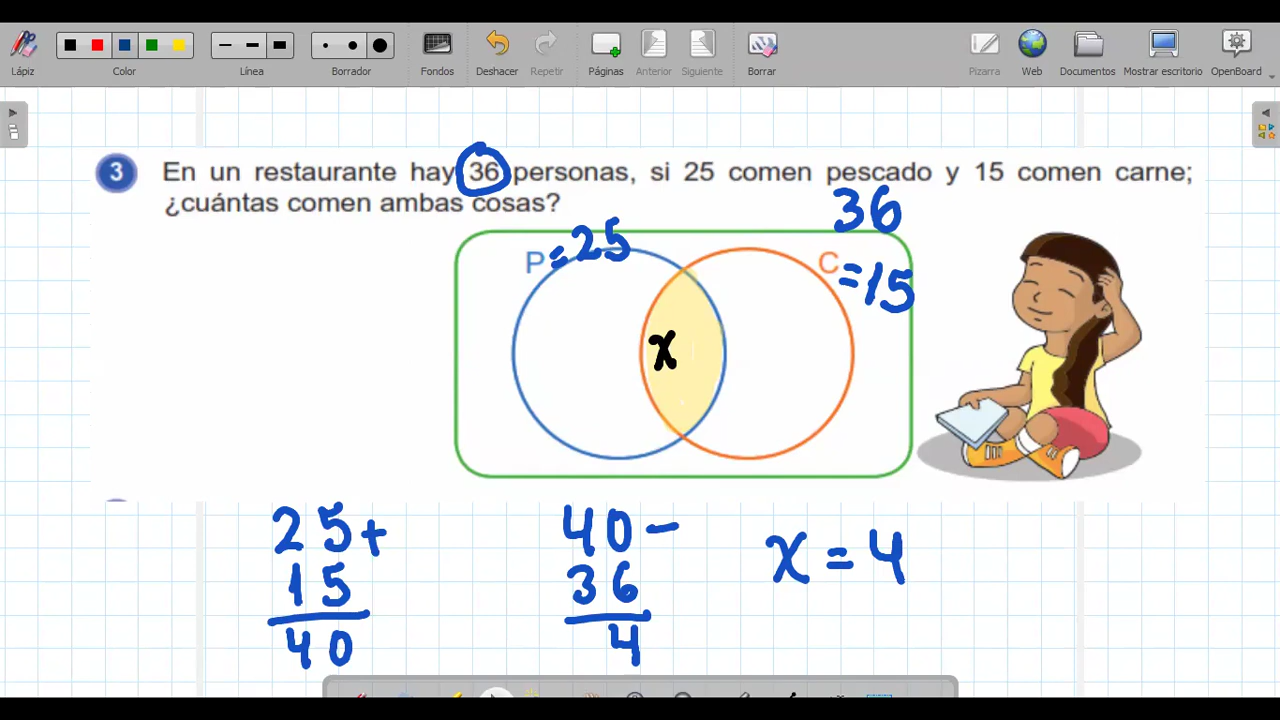 Lápiz Color Línea Borrador Fondos Deshacer Repetir Páginas Anterior Siguiente Borrar Pizarra Web Documentos Mostrar escritorio OpenBoard
3 En un restaurante hay 36 personas, si 25 comen pescado y 15 comen carne;
¿cuántas comen ambas cosas?
36
P = 25
C = 15
x
25 +
15
40
40 -
36
4
x = 4